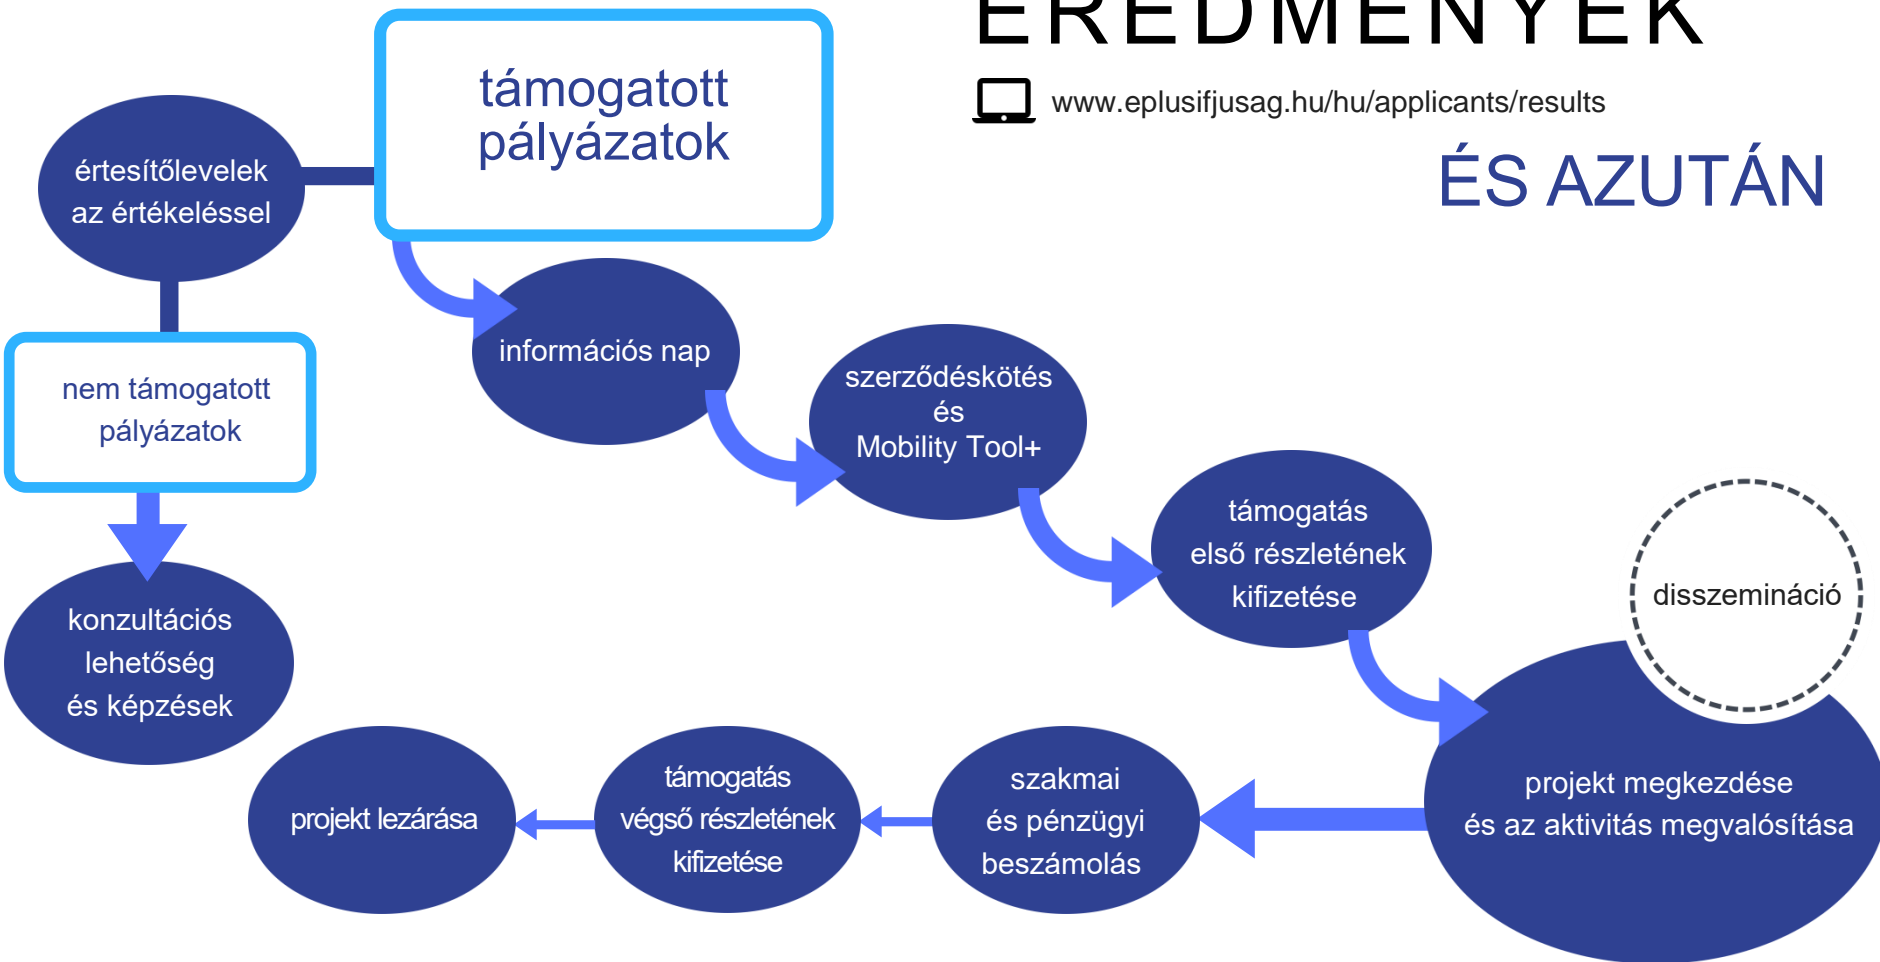 EREDMÉNYEK
www.eplusifjusag.hu/hu/applicants/results
ÉS AZUTÁN
támogatott
pályázatok
értesítőlevelek
az értékeléssel
nem támogatott
pályázatok
konzultációs
lehetőség
és képzések
információs nap
szerződéskötés
és
Mobility Tool+
támogatás
első részletének
kifizetése
disszemináció
projekt megkezdése
és az aktivitás megvalósítása
szakmai
és pénzügyi
beszámolás
támogatás
végső részletének
kifizetése
projekt lezárása